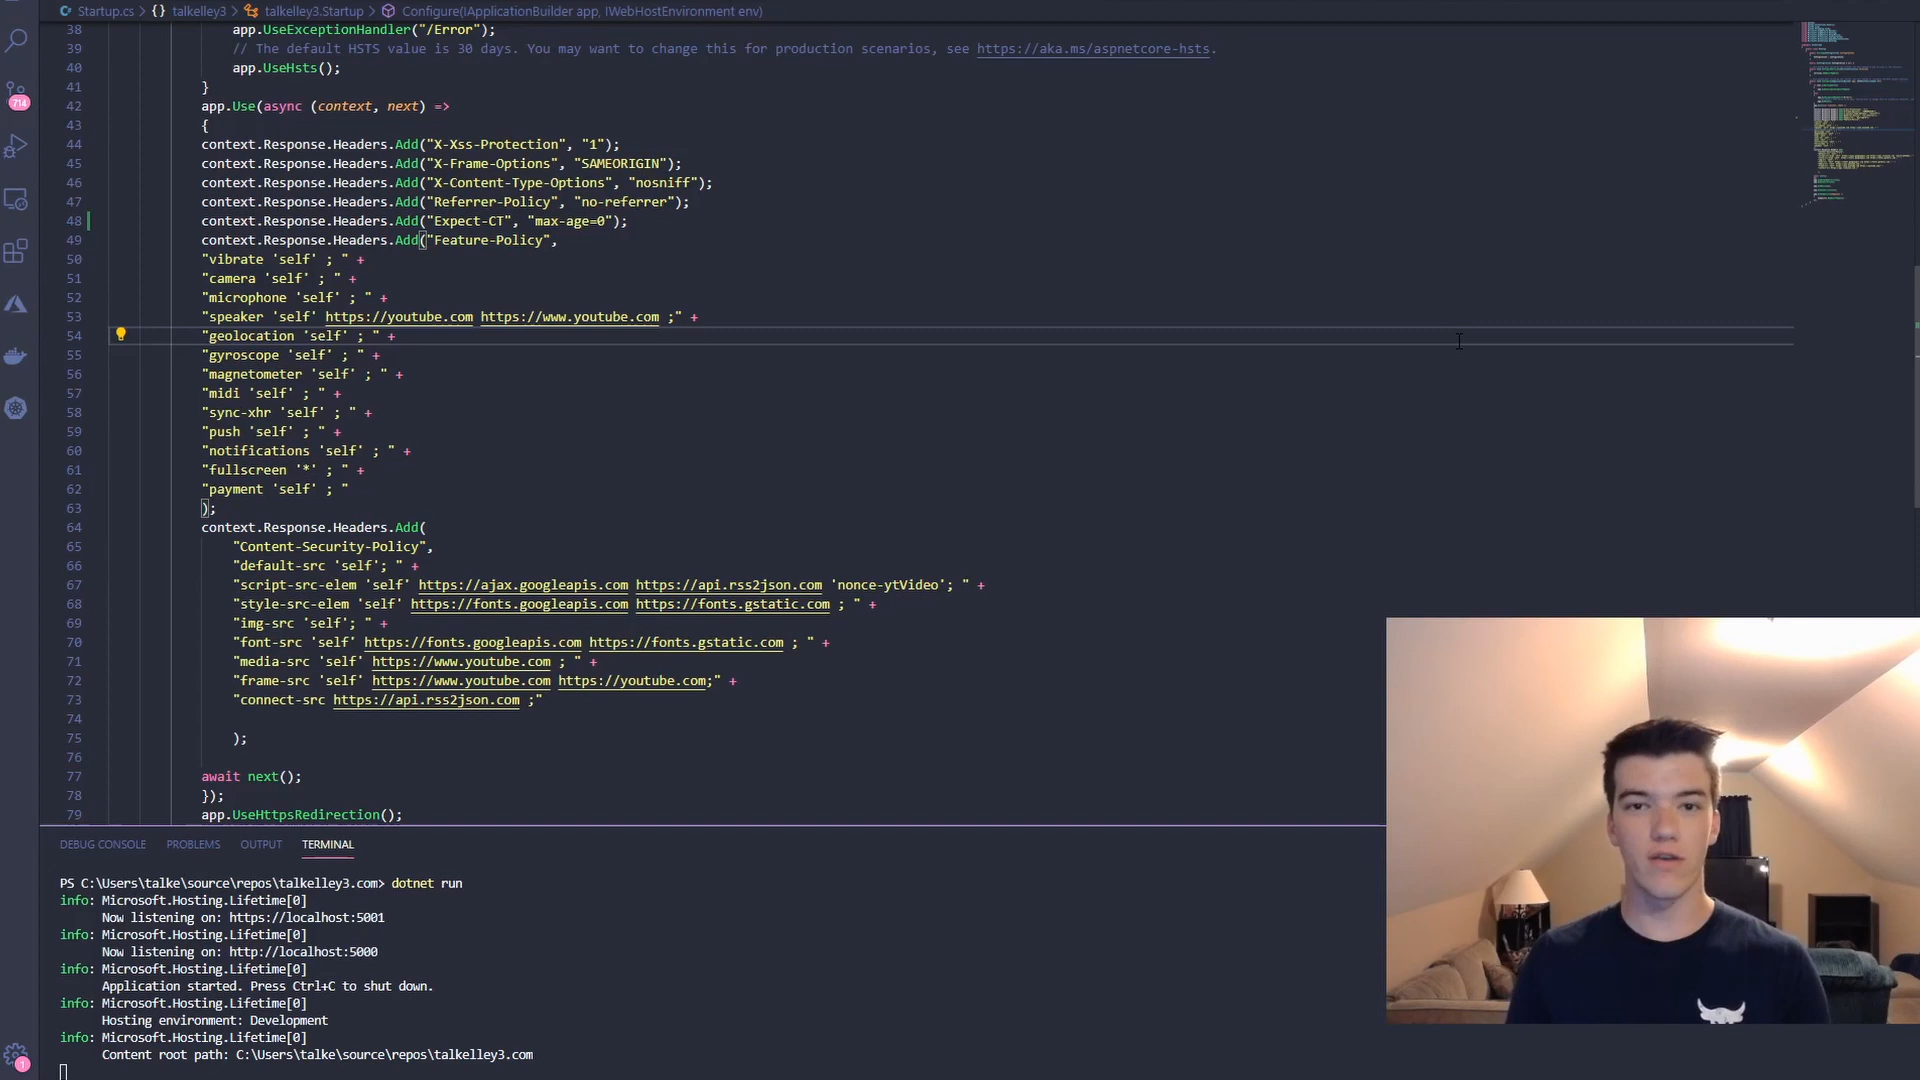 Startup.cs > {} talkelley3 > talkelley3.Startup > Configure(IApplicationBuilder app, IWebHostEnvironment env)
38 app.UseExceptionHandler("/Error");
39 // The default HSTS value is 30 days. You may want to change this for production scenarios, see https://aka.ms/aspnetcore-hsts.
40 app.UseHsts();
41 }
42 app.Use(async (context, next) =>
43 {
44 context.Response.Headers.Add("X-Xss-Protection", "1");
45 context.Response.Headers.Add("X-Frame-Options", "SAMEORIGIN");
46 context.Response.Headers.Add("X-Content-Type-Options", "nosniff");
47 context.Response.Headers.Add("Referrer-Policy", "no-referrer");
48 context.Response.Headers.Add("Expect-CT", "max-age=0");
49 context.Response.Headers.Add("Feature-Policy",
50 "vibrate 'self' ; " +
51 "camera 'self' ; " +
52 "microphone 'self' ; " +
53 "speaker 'self' https://youtube.com https://www.youtube.com ;" +
54 "geolocation 'self' ; " +
55 "gyroscope 'self' ; " +
56 "magnetometer 'self' ; " +
57 "midi 'self' ; " +
58 "sync-xhr 'self' ; " +
59 "push 'self' ; " +
60 "notifications 'self' ; " +
61 "fullscreen '*' ; " +
62 "payment 'self' ; "
63 );
64 context.Response.Headers.Add(
65 "Content-Security-Policy",
66 "default-src 'self'; " +
67 "script-src-elem 'self' https://ajax.googleapis.com https://api.rss2json.com 'nonce-ytVideo'; " +
68 "style-src-elem 'self' https://fonts.googleapis.com https://fonts.gstatic.com ; " +
69 "img-src 'self'; " +
70 "font-src 'self' https://fonts.googleapis.com https://fonts.gstatic.com ; " +
71 "media-src 'self' https://www.youtube.com ; " +
72 "frame-src 'self' https://www.youtube.com https://youtube.com;" +
73 "connect-src https://api.rss2json.com ;"
74
75 );
76
77 await next();
78 });
79 app.UseHttpsRedirection();
714
1
DEBUG CONSOLE PROBLEMS OUTPUT TERMINAL
PS C:\Users\talke\source\repos\talkelley3.com> dotnet run
info: Microsoft.Hosting.Lifetime[0]
Now listening on: https://localhost:5001
info: Microsoft.Hosting.Lifetime[0]
Now listening on: http://localhost:5000
info: Microsoft.Hosting.Lifetime[0]
Application started. Press Ctrl+C to shut down.
info: Microsoft.Hosting.Lifetime[0]
Hosting environment: Development
info: Microsoft.Hosting.Lifetime[0]
Content root path: C:\Users\talke\source\repos\talkelley3.com